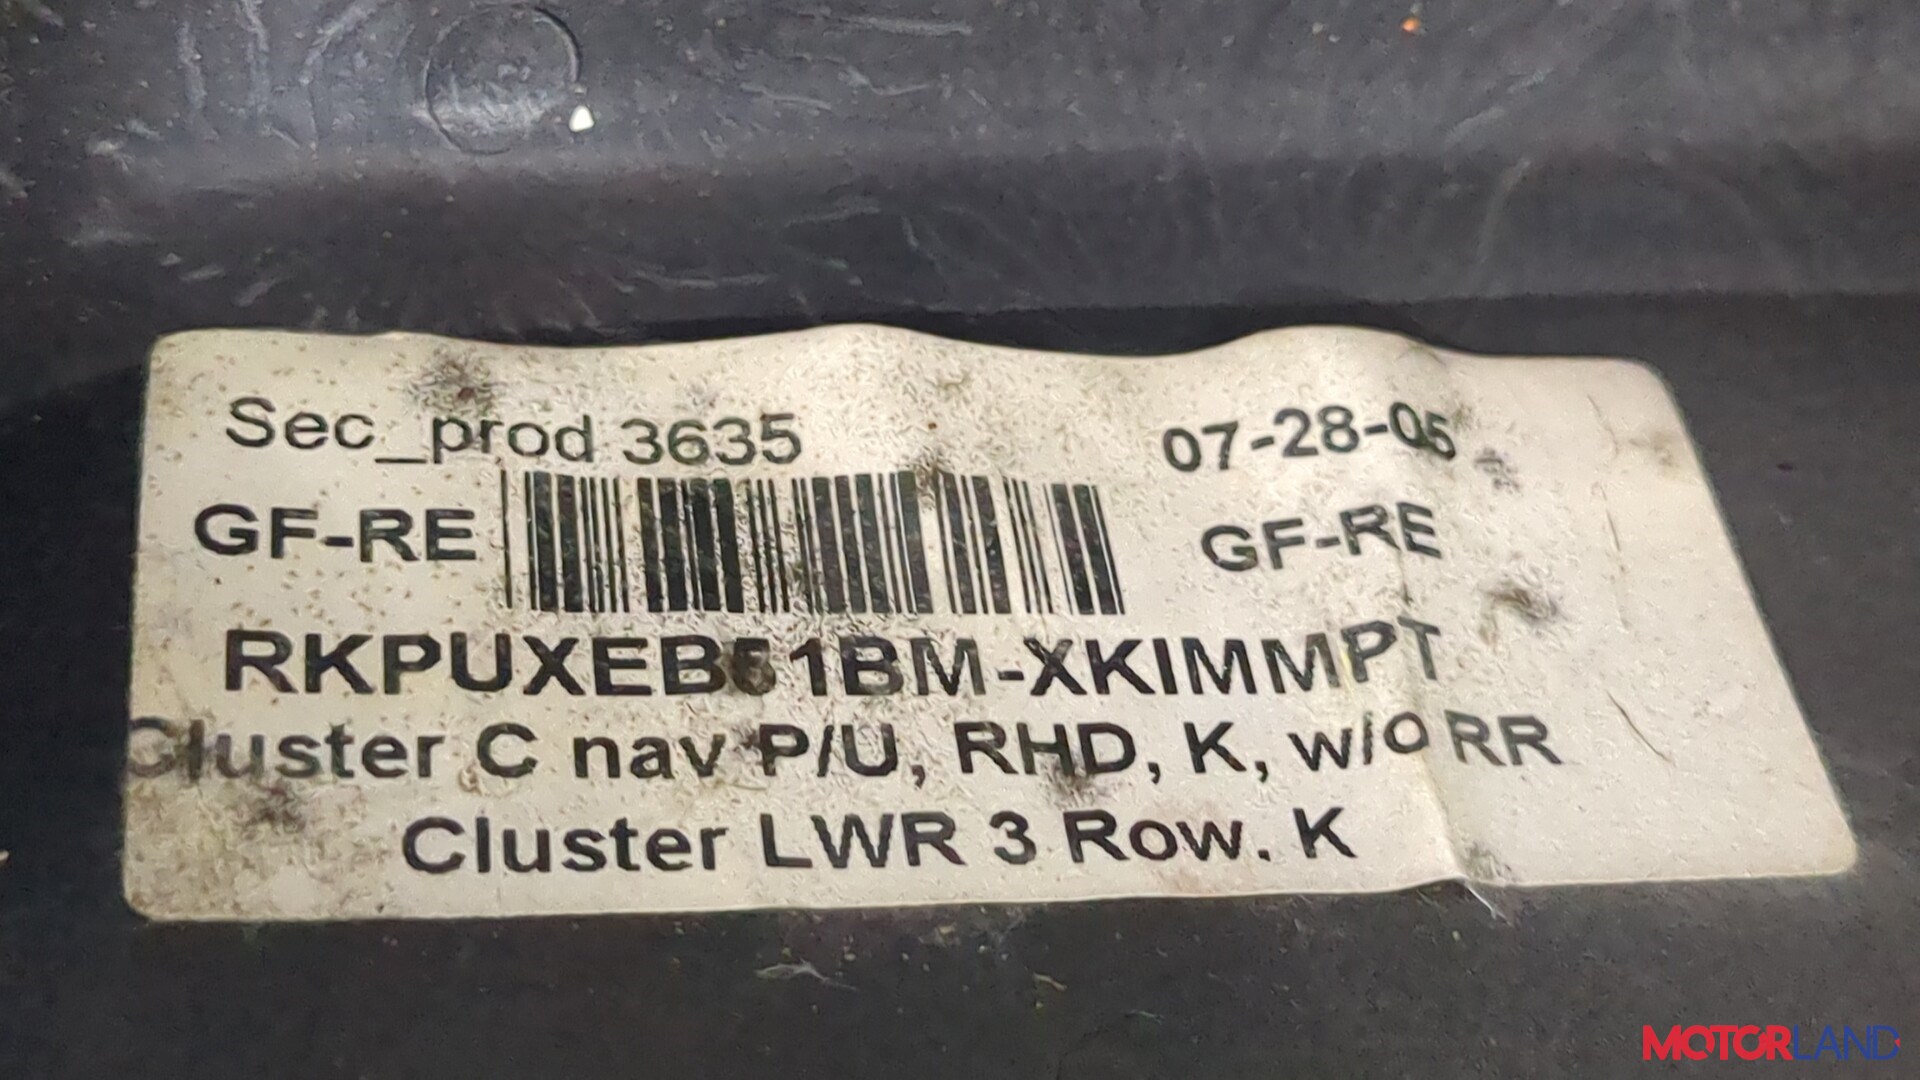 Sec_prod 3635 07-28-05
GF-RE GF-RE
RKPUXEB51BM-XKIMMPT
Cluster C nav P/U, RHD, K, w/o RR
Cluster LWR 3 Row. K
MOTORLAND